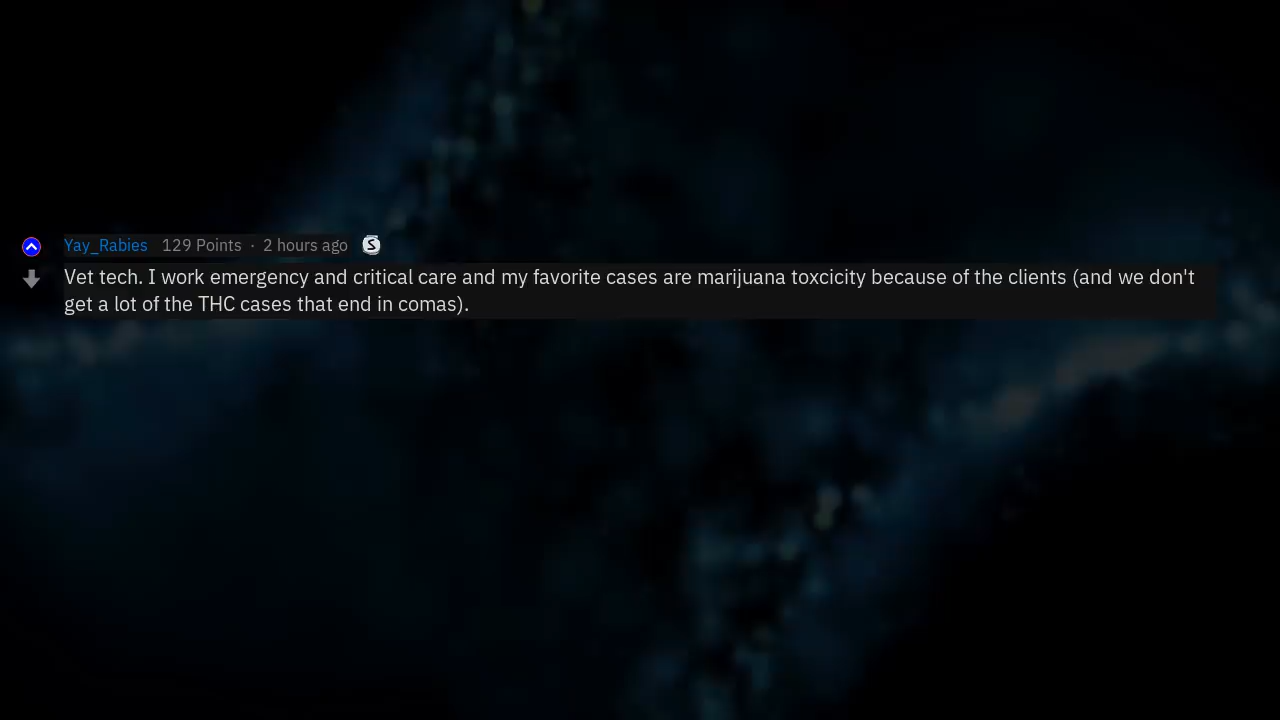 Yay_Rabies 129 Points · 2 hours ago
Vet tech. I work emergency and critical care and my favorite cases are marijuana toxcicity because of the clients (and we don't
get a lot of the THC cases that end in comas).